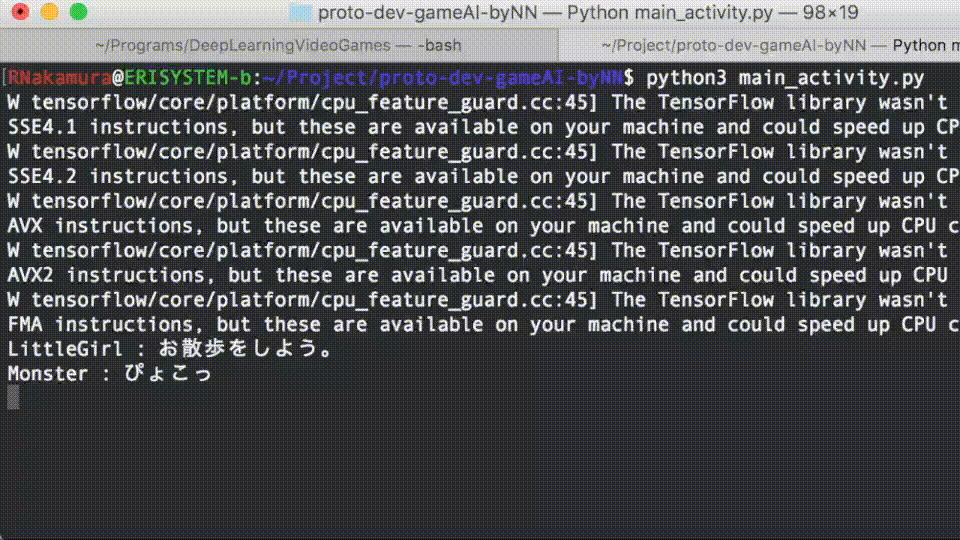 proto-dev-gameAI-byNN — Python main_activity.py — 98×19
~/Programs/DeepLearningVideoGames — -bash
~/Project/proto-dev-gameAI-byNN — Python m
[RNakamura@ERISYSTEM-b:~/Project/proto-dev-gameAI-byNN$ python3 main_activity.py
W tensorflow/core/platform/cpu_feature_guard.cc:45] The TensorFlow library wasn't
SSE4.1 instructions, but these are available on your machine and could speed up CP
W tensorflow/core/platform/cpu_feature_guard.cc:45] The TensorFlow library wasn't
SSE4.2 instructions, but these are available on your machine and could speed up CP
W tensorflow/core/platform/cpu_feature_guard.cc:45] The TensorFlow library wasn't
AVX instructions, but these are available on your machine and could speed up CPU c
W tensorflow/core/platform/cpu_feature_guard.cc:45] The TensorFlow library wasn't
AVX2 instructions, but these are available on your machine and could speed up CPU
W tensorflow/core/platform/cpu_feature_guard.cc:45] The TensorFlow library wasn't
FMA instructions, but these are available on your machine and could speed up CPU c
LittleGirl : お散歩をしよう。
Monster : ぴょこっ